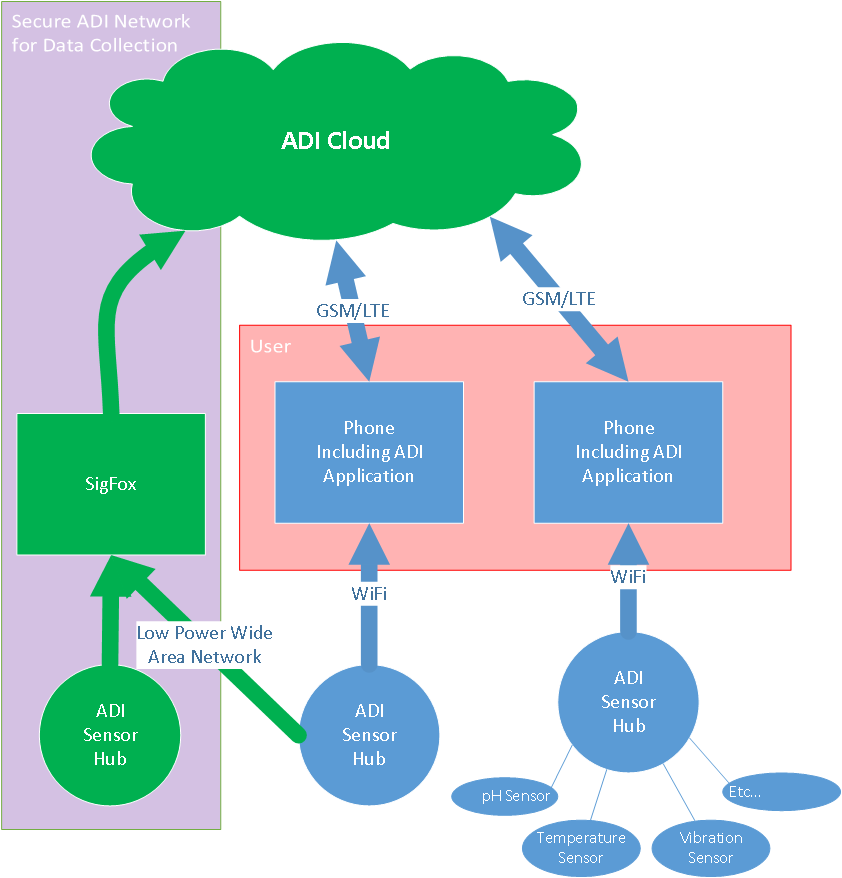 Secure ADI Network
for Data Collection
ADI Cloud
GSM/LTE
GSM/LTE
User
Phone
Including ADI
Application
Phone
Including ADI
Application
SigFox
WiFi
WiFi
Low Power Wide
Area Network
ADI
Sensor
Hub
ADI
Sensor
Hub
ADI
Sensor
Hub
pH Sensor
Etc...
Temperature
Sensor
Vibration
Sensor